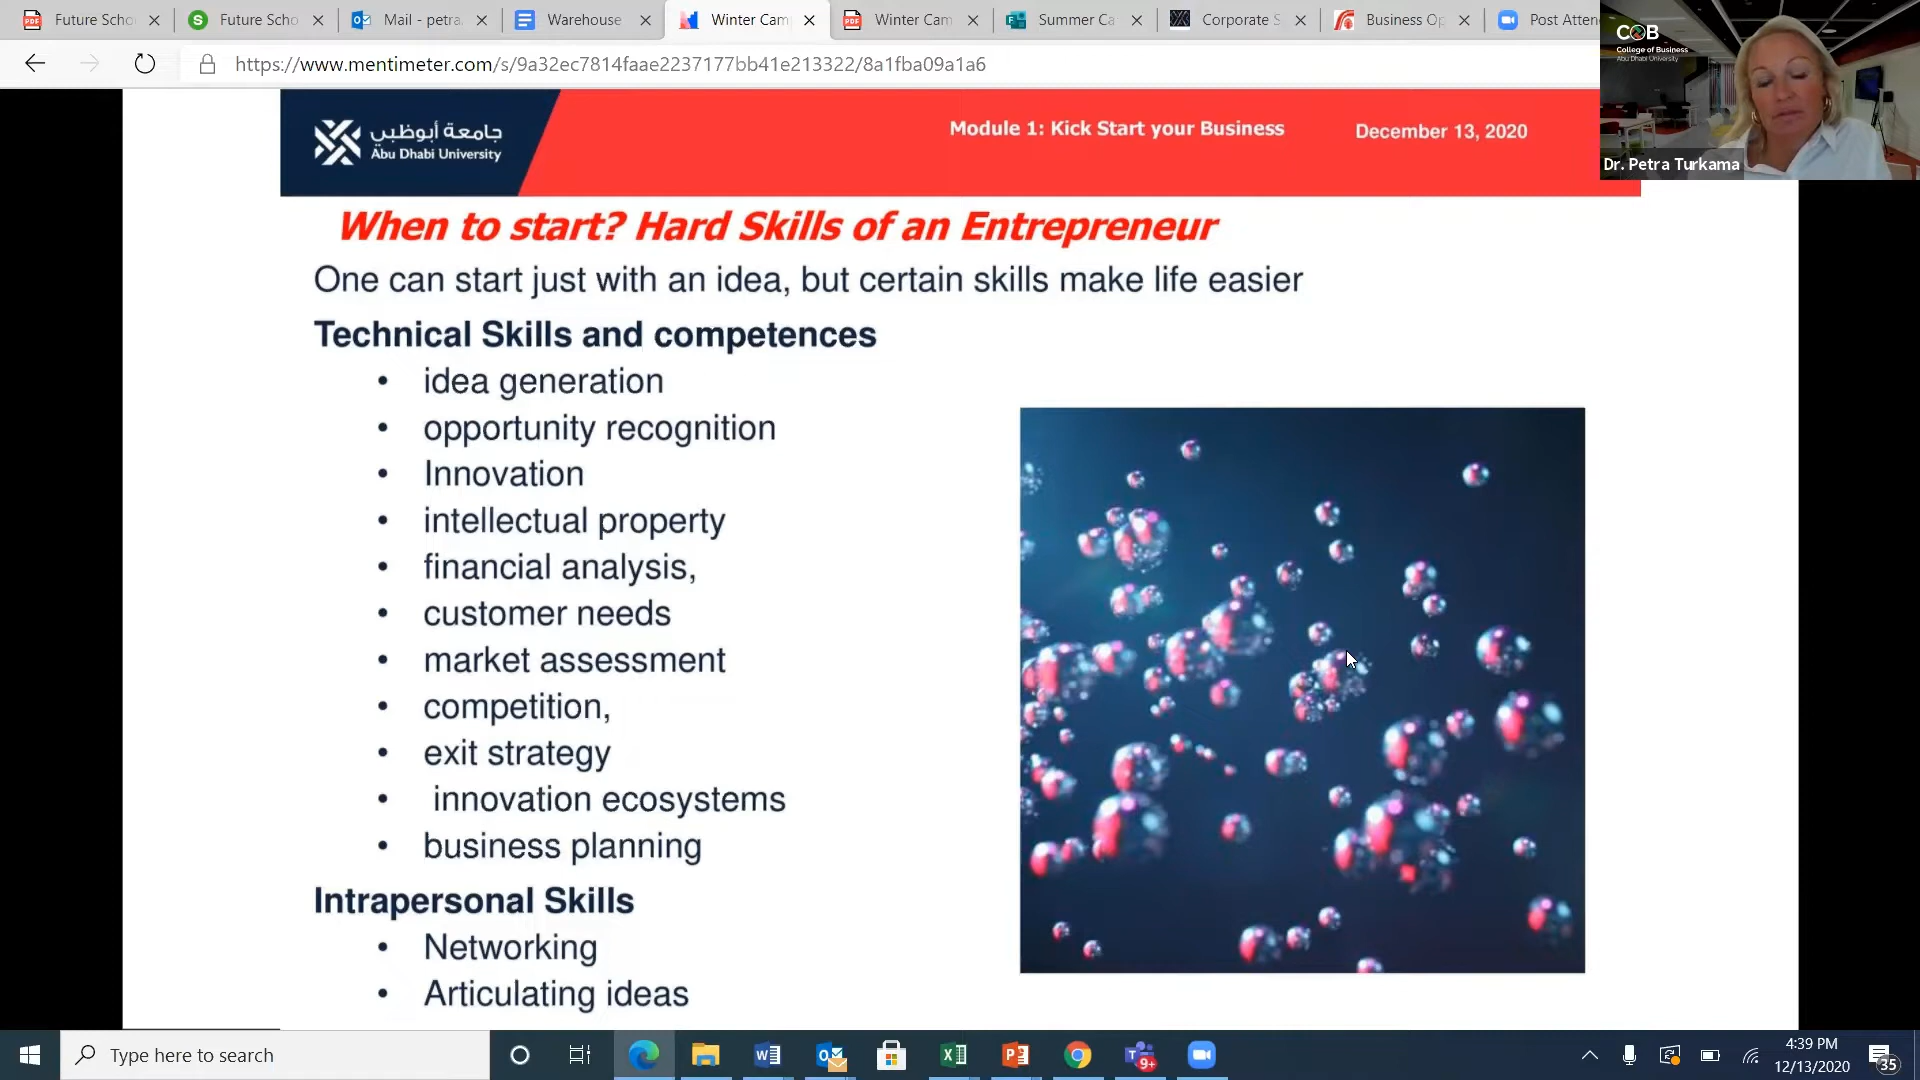 Future Scho
Future Scho
Mail - petra.
Warehouse
Winter Cam
Winter Cam
Summer Ca
Corporate S
Business Op
Post Atten
https://www.mentimeter.com/s/9a32ec7814faae2237177bb41e213322/8a1fba09a1a6
COB
College of Business
Abu Dhabi University
Dr. Petra Turkama
جامعة أبوظبي
Abu Dhabi University
Module 1: Kick Start your Business
December 13, 2020
When to start? Hard Skills of an Entrepreneur
One can start just with an idea, but certain skills make life easier
Technical Skills and competences
• idea generation
• opportunity recognition
• Innovation
• intellectual property
• financial analysis,
• customer needs
• market assessment
• competition,
• exit strategy
• innovation ecosystems
• business planning
Intrapersonal Skills
• Networking
• Articulating ideas
Type here to search
9+
4:39 PM
12/13/2020
35